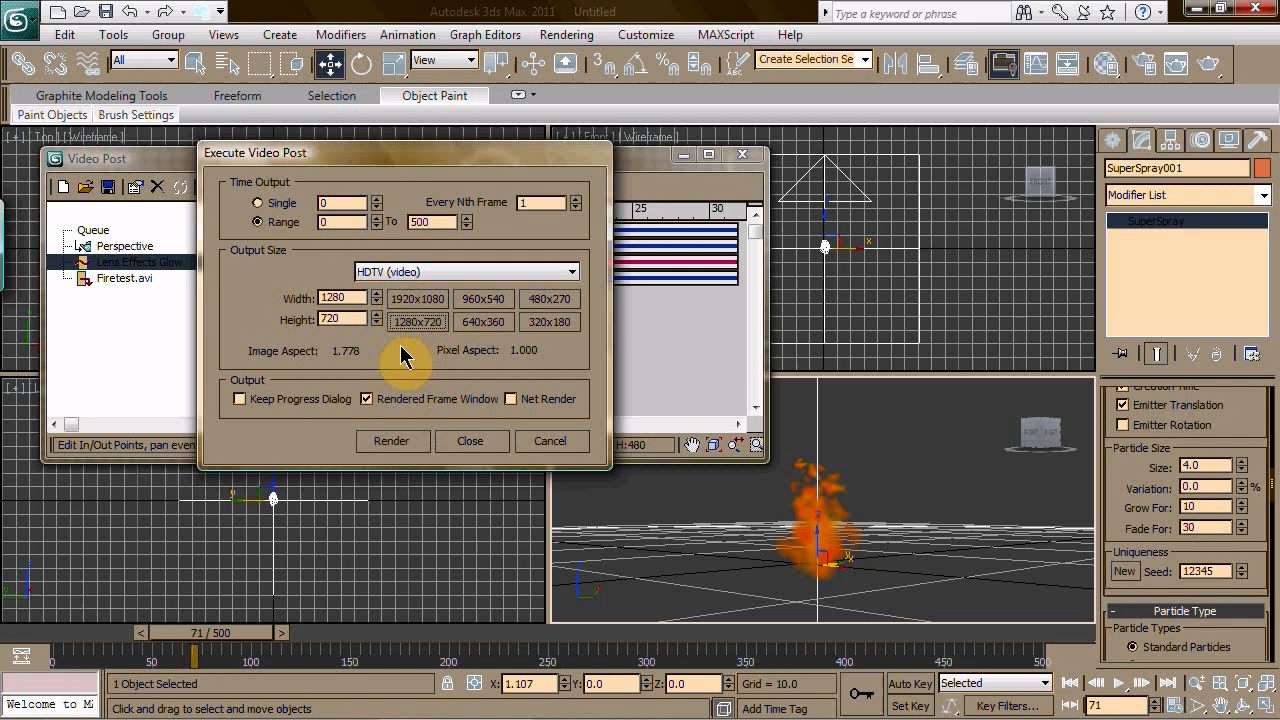 Autodesk 3ds Max 2011 Untitled
Type a keyword or phrase
Edit Tools Group Views Create Modifiers Animation Graph Editors Rendering Customize MAXScript Help
All View Create Selection Se
Graphite Modeling Tools Freeform Selection Object Paint
Paint Objects Brush Settings
[ + ] [ Top ] [ Wireframe ]
Video Post
Execute Video Post
Time Output
Single 0 Every Nth Frame 1
Range 0 To 500
Output Size
HDTV (video)
Width: 1280 1920x1080 960x540 480x270
Height: 720 1280x720 640x360 320x180
Image Aspect: 1.778 Pixel Aspect: 1.000
Output
Keep Progress Dialog Rendered Frame Window Net Render
Render Close Cancel
Queue
Perspective
Lens Effects Glow
Firetest.avi
25 30
Edit In/Out Points, pan even
H:480
FRONT
x
SuperSpray001
Modifier List
SuperSpray
Creation Time
Emitter Translation
Emitter Rotation
Particle Size
Size: 4.0
Variation: 0.0 %
Grow For: 10
Fade For: 30
Uniqueness
New Seed: 12345
- Particle Type
Particle Types
Standard Particles
y
z
< 71 / 500 >
0 50 100 150 200 250 300 350 400 450 500
1 Object Selected X: 1.107 Y: 0.0 Z: 0.0 Grid = 10.0 Auto Key Selected
Welcome to MA Click and drag to select and move objects Add Time Tag Set Key Key Filters... 71